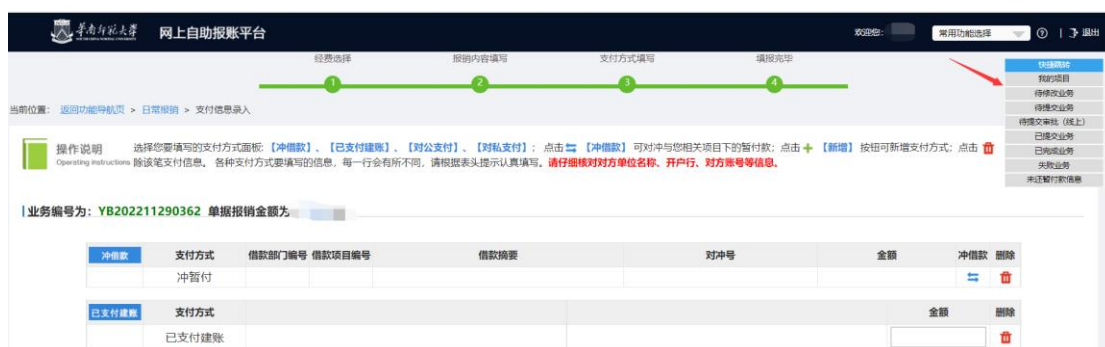 华南师范大学 网上自助报账平台 欢迎您: 常用功能选择 ? | 退出
经费选择 报销内容填写 支付方式填写 填报完毕
1 2 3 4
快捷跳转
我的项目
待修改业务
待提交业务
待提交审批（线上）
已提交业务
已完成业务
失败业务
未还暂付款信息
当前位置: 返回功能导航页 > 日常报销 > 支付信息录入
操作说明 选择您要填写的支付方式面板:【冲借款】、【已支付建账】、【对公支付】、【对私支付】; 点击 【冲借款】可对冲与您相关项目下的暂付款; 点击 【新增】按钮可新增支付方式; 点击
Operating instructions 除该笔支付信息。 各种支付方式要填写的信息, 每一行会有所不同, 请根据表头提示认真填写。请仔细核对对方单位名称、开户行、对方账号等信息。
业务编号为: YB202211290362 单据报销金额为
冲借款 支付方式 借款部门编号 借款项目编号 借款摘要 对冲号 金额 冲借款 删除
冲暂付
已支付建账 支付方式 金额 删除
已支付建账